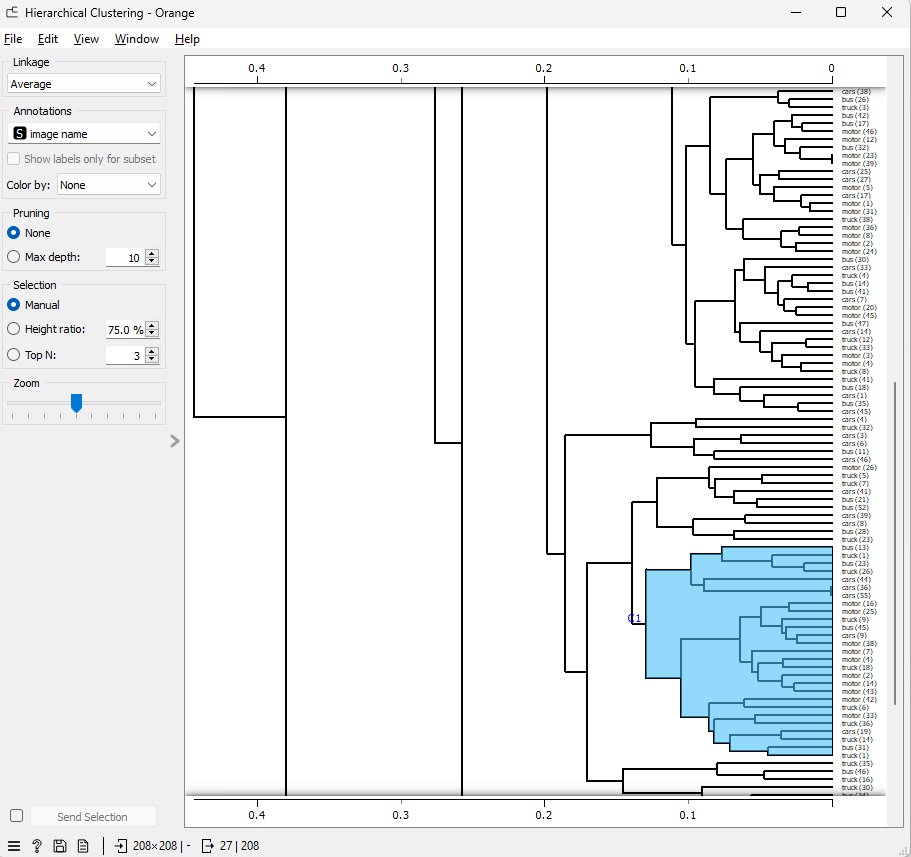 Hierarchical Clustering - Orange
File Edit View Window Help
Linkage
Average
Annotations
S image name
Show labels only for subset
Color by: None
Pruning
None
Max depth: 10
Selection
Manual
Height ratio: 75.0 %
Top N: 3
Zoom
Send Selection
0.4 0.3 0.2 0.1 0
cars (38)
bus (26)
truck (3)
bus (42)
bus (17)
motor (46)
motor (12)
bus (32)
motor (23)
motor (39)
cars (25)
cars (27)
motor (5)
cars (17)
motor (1)
motor (31)
truck (38)
motor (36)
motor (8)
motor (2)
motor (24)
bus (30)
cars (33)
truck (4)
bus (14)
bus (41)
cars (7)
motor (20)
motor (45)
bus (47)
cars (14)
truck (12)
truck (33)
motor (3)
motor (4)
truck (8)
truck (41)
bus (18)
cars (1)
bus (35)
cars (45)
cars (4)
truck (32)
cars (3)
cars (6)
bus (11)
cars (46)
motor (26)
truck (5)
truck (7)
cars (41)
bus (21)
bus (52)
cars (39)
cars (8)
bus (28)
truck (23)
bus (13)
truck (1)
bus (23)
truck (26)
cars (44)
cars (36)
cars (55)
motor (16)
motor (25)
C1
truck (9)
bus (45)
cars (9)
motor (38)
motor (7)
motor (4)
truck (18)
motor (2)
motor (14)
motor (43)
motor (42)
truck (6)
motor (33)
truck (36)
cars (19)
truck (14)
bus (31)
truck (1)
truck (35)
bus (46)
truck (16)
truck (30)
0.4 0.3 0.2 0.1 0
208×208 | - 27 | 208